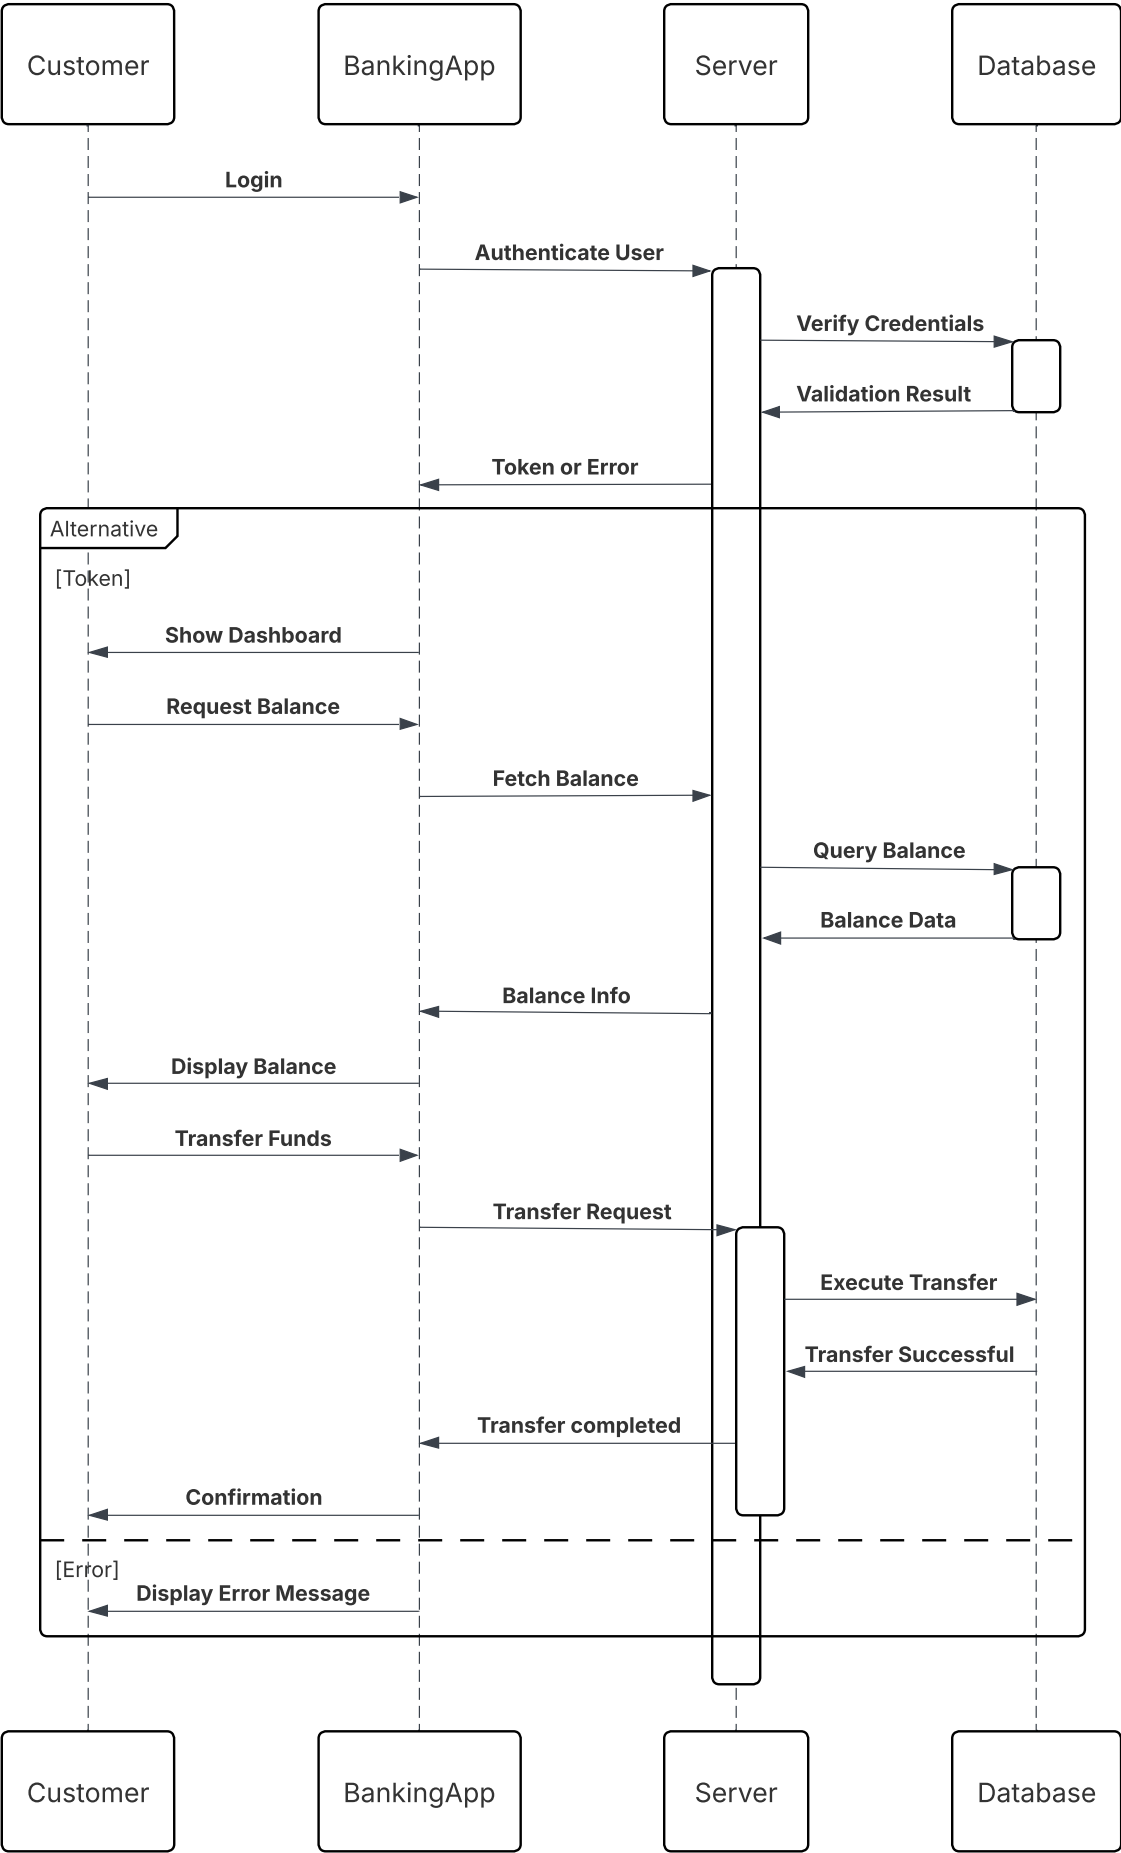 Customer
BankingApp
Server
Database
Login
Authenticate User
Verify Credentials
Validation Result
Token or Error
Alternative
[Token]
Show Dashboard
Request Balance
Fetch Balance
Query Balance
Balance Data
Balance Info
Display Balance
Transfer Funds
Transfer Request
Execute Transfer
Transfer Successful
Transfer completed
Confirmation
[Error]
Display Error Message
Customer
BankingApp
Server
Database